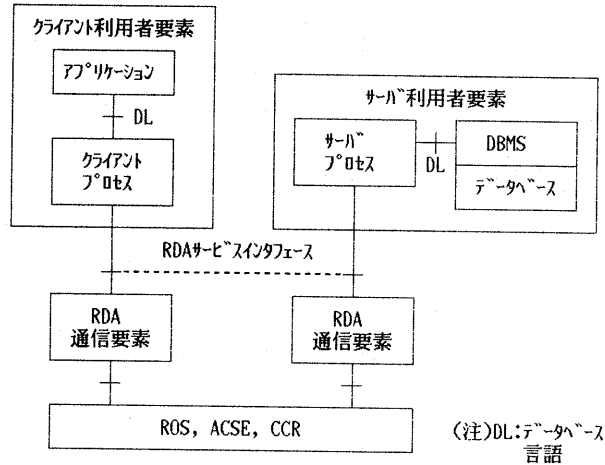 クライアント利用者要素
アプリケーション
DL
クライアント
プロセス
サーバ利用者要素
サーバ
プロセス
DL
DBMS
データベース
RDAサービスインタフェース
RDA
通信要素
RDA
通信要素
ROS, ACSE, CCR
(注)DL:データベース
言語